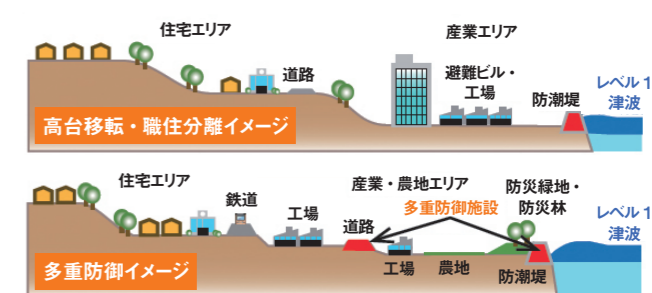 住宅エリア
産業エリア
道路
避難ビル・
工場
防潮堤
レベル1
津波
高台移転・職住分離イメージ
住宅エリア
鉄道
工場
産業・農地エリア
多重防御施設
道路
防災緑地・
防災林
レベル1
津波
工場
農地
防潮堤
多重防御イメージ